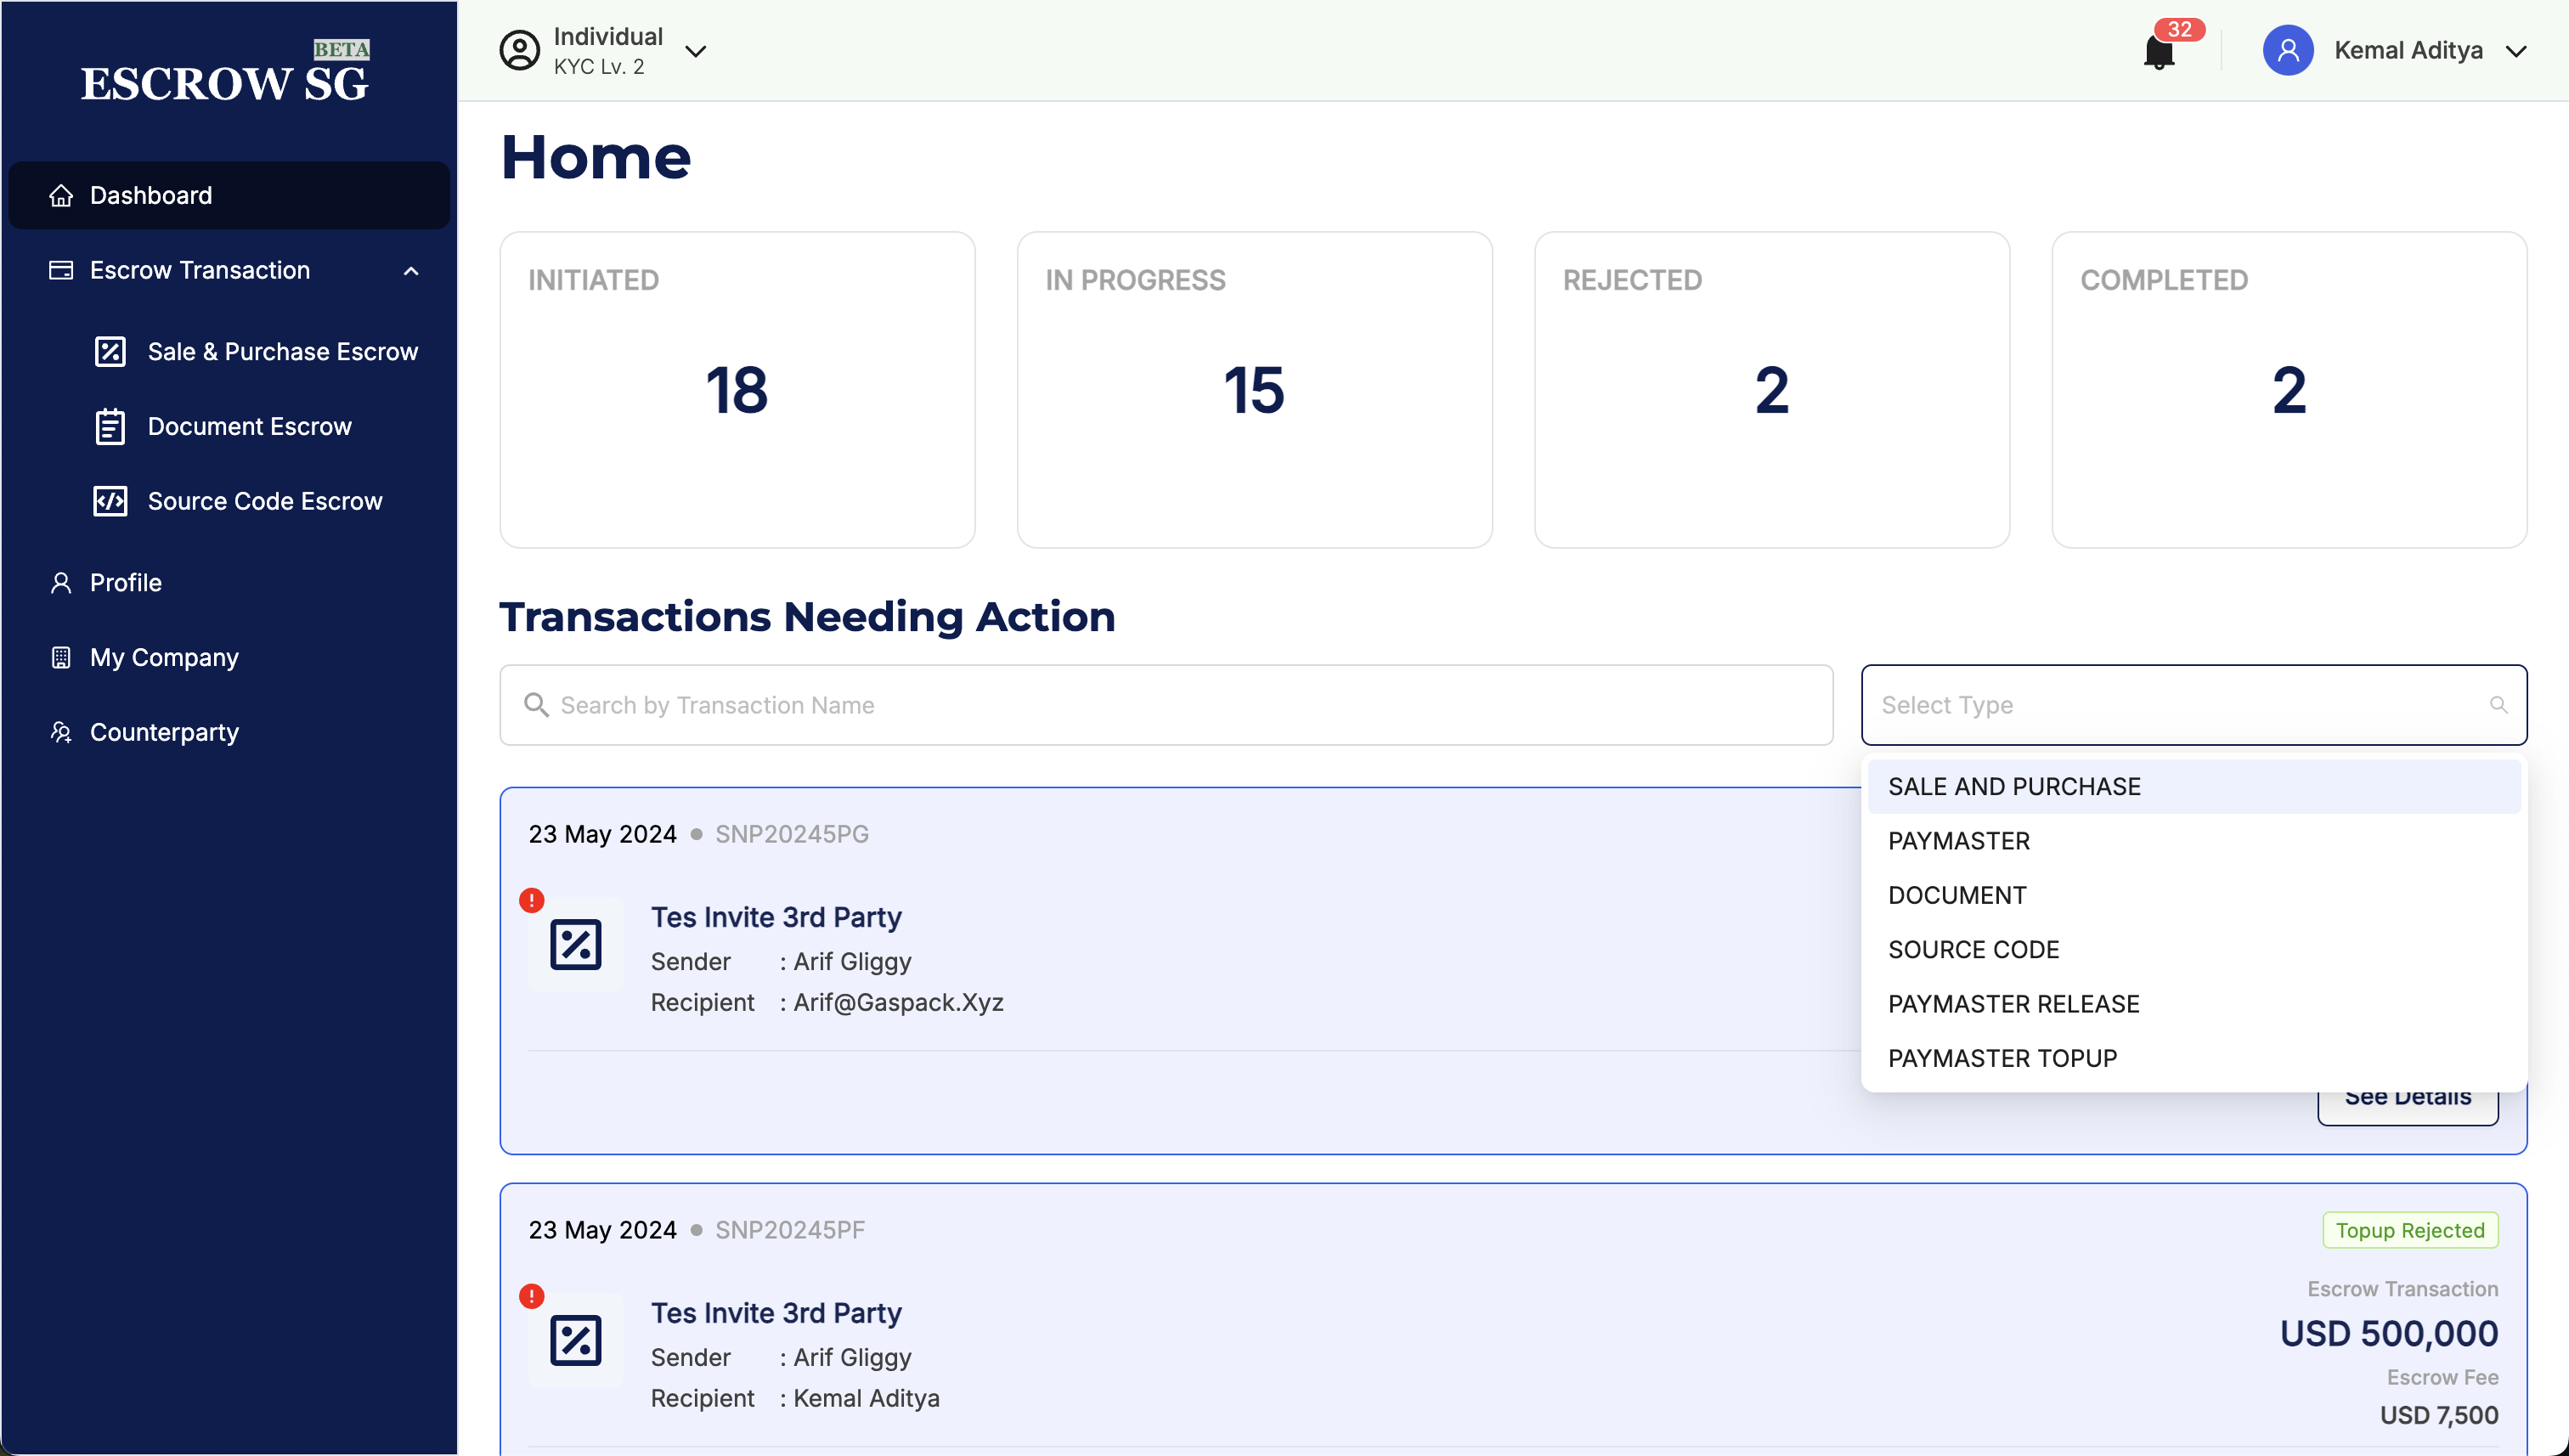 BETA
ESCROW SG
Dashboard
Escrow Transaction
Sale & Purchase Escrow
Document Escrow
Source Code Escrow
Profile
My Company
Counterparty
Individual
KYC Lv. 2
32
Kemal Aditya
Home
INITIATED
18
IN PROGRESS
15
REJECTED
2
COMPLETED
2
Transactions Needing Action
Search by Transaction Name
Select Type
SALE AND PURCHASE
PAYMASTER
DOCUMENT
SOURCE CODE
PAYMASTER RELEASE
PAYMASTER TOPUP
23 May 2024 ● SNP20245PG
Tes Invite 3rd Party
Sender : Arif Gliggy
Recipient : Arif@Gaspack.Xyz
See Details
23 May 2024 ● SNP20245PF
Topup Rejected
Tes Invite 3rd Party
Sender : Arif Gliggy
Recipient : Kemal Aditya
Escrow Transaction
USD 500,000
Escrow Fee
USD 7,500